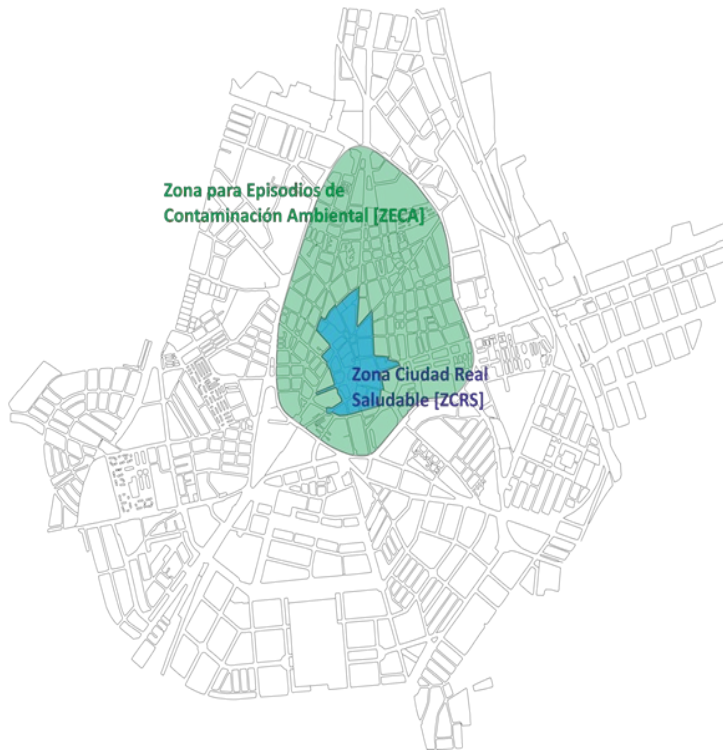 Zona para Episodios de
Contaminación Ambiental [ZECA]
Zona Ciudad Real
Saludable [ZCRS]